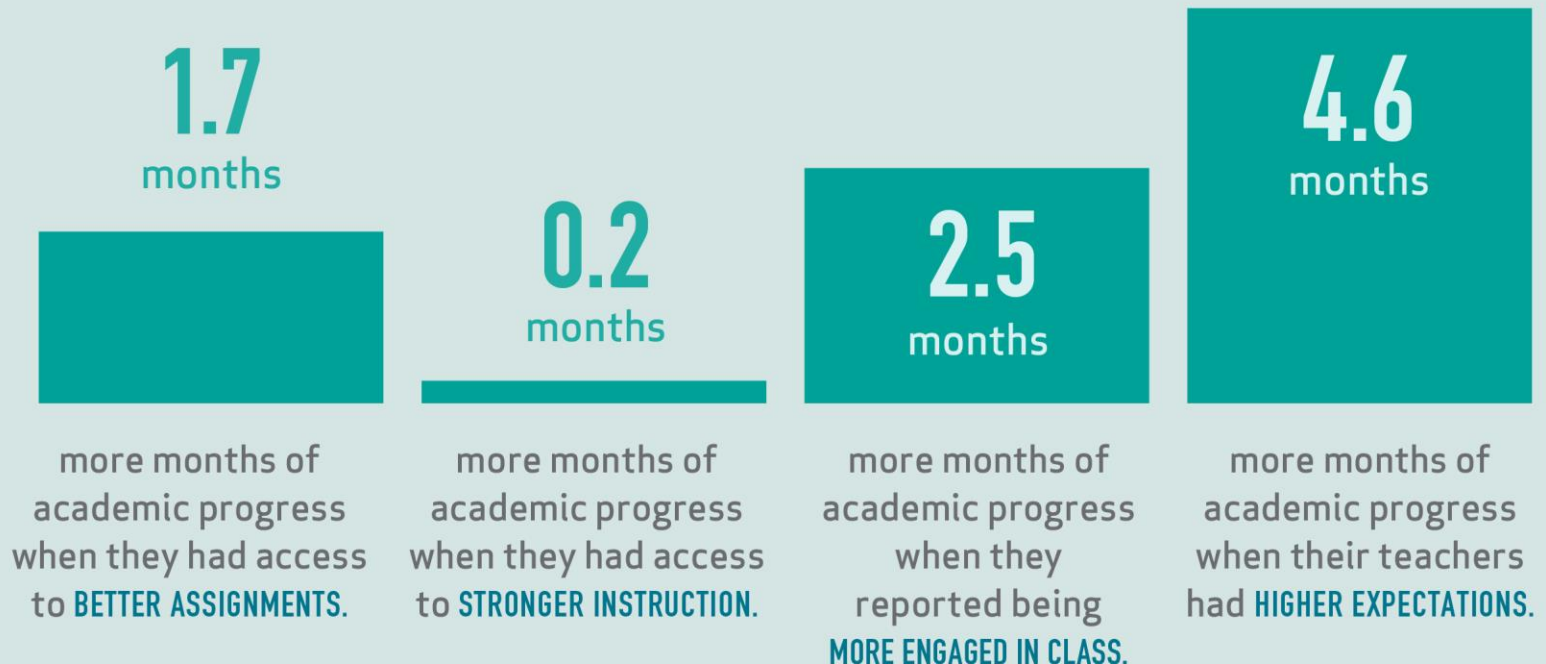 1.7
months
more months of
academic progress
when they had access
to BETTER ASSIGNMENTS.
0.2
months
more months of
academic progress
when they had access
to STRONGER INSTRUCTION.
2.5
months
more months of
academic progress
when they
reported being
MORE ENGAGED IN CLASS.
4.6
months
more months of
academic progress
when their teachers
had HIGHER EXPECTATIONS.